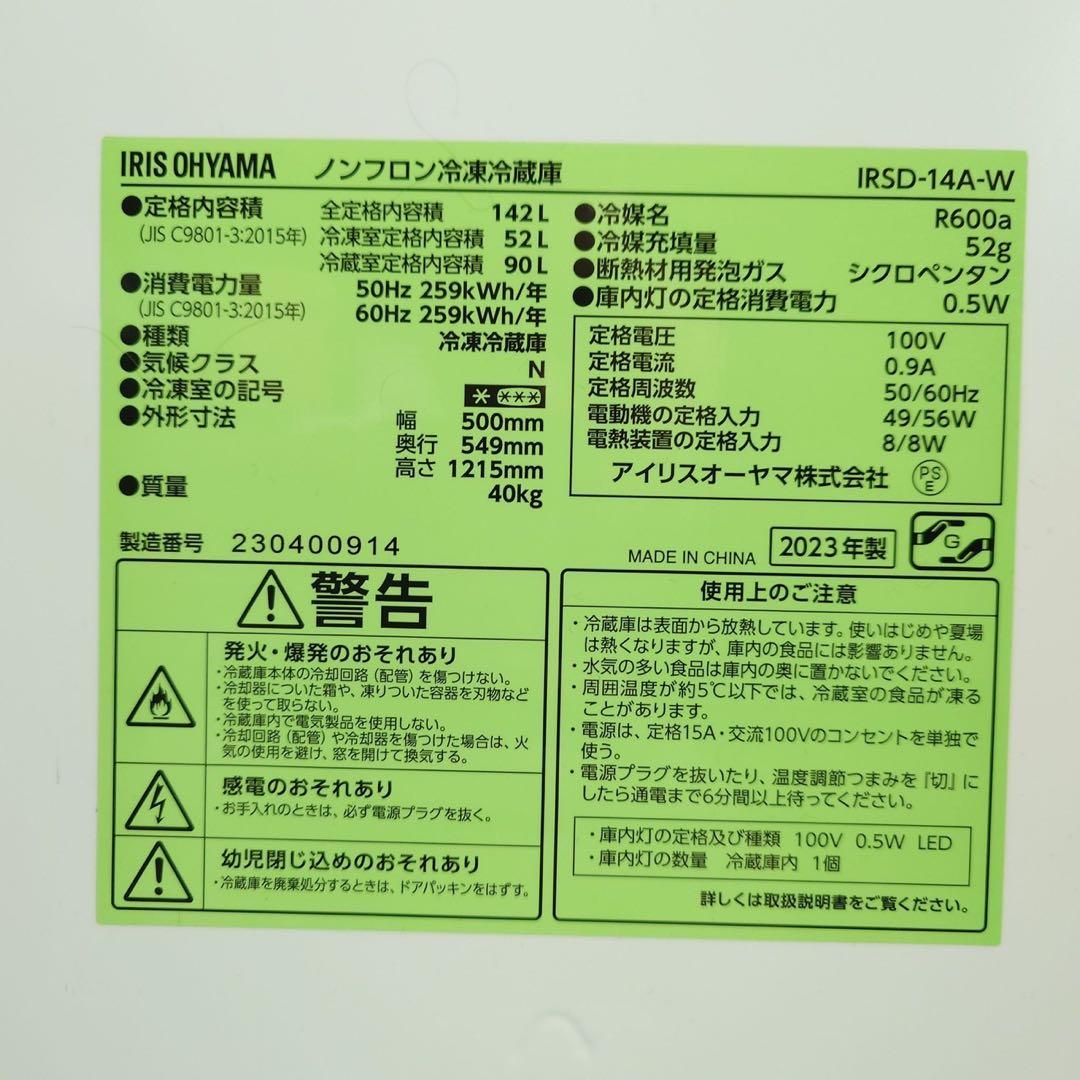 IRIS OHYAMA ノンフロン冷凍冷蔵庫 IRSD-14A-W
●定格内容積 全定格内容積 142L
(JIS C9801-3:2015年) 冷凍室定格内容積 52L
冷蔵室定格内容積 90L
●消費電力量 50Hz 259kWh/年
(JIS C9801-3:2015年) 60Hz 259kWh/年
●種類 冷凍冷蔵庫
●気候クラス N
●冷凍室の記号 * ***
●外形寸法 幅 500mm
奥行 549mm
高さ 1215mm
●質量 40kg
●冷媒名 R600a
●冷媒充填量 52g
●断熱材用発泡ガス シクロペンタン
●庫内灯の定格消費電力 0.5W
定格電圧 100V
定格電流 0.9A
定格周波数 50/60Hz
電動機の定格入力 49/56W
電熱装置の定格入力 8/8W
アイリスオーヤマ株式会社 PSE
製造番号 230400914
MADE IN CHINA 2023年製 G
警告
発火・爆発のおそれあり
・冷蔵庫本体の冷却回路（配管）を傷つけない。
・冷却器についた霜や、凍りついた容器を刃物など
を使って取らない。
・冷蔵庫内で電気製品を使用しない。
・冷却回路（配管）や冷却器を傷つけた場合は、火
気の使用を避け、窓を開けて換気する。
感電のおそれあり
・お手入れのときは、必ず電源プラグを抜く。
幼児閉じ込めのおそれあり
・冷蔵庫を廃棄処分するときは、ドアパッキンをはずす。
使用上のご注意
・冷蔵庫は表面から放熱しています。使いはじめや夏場
は熱くなりますが、庫内の食品には影響ありません。
・水気の多い食品は庫内の奥に置かないでください。
・周囲温度が約5℃以下では、冷蔵室の食品が凍る
ことがあります。
・電源は、定格15A・交流100Vのコンセントを単独で
使う。
・電源プラグを抜いたり、温度調節つまみを『切』に
したら通電まで6分間以上待ってください。
・庫内灯の定格及び種類 100V 0.5W LED
・庫内灯の数量 冷蔵庫内 1個
詳しくは取扱説明書をご覧ください。